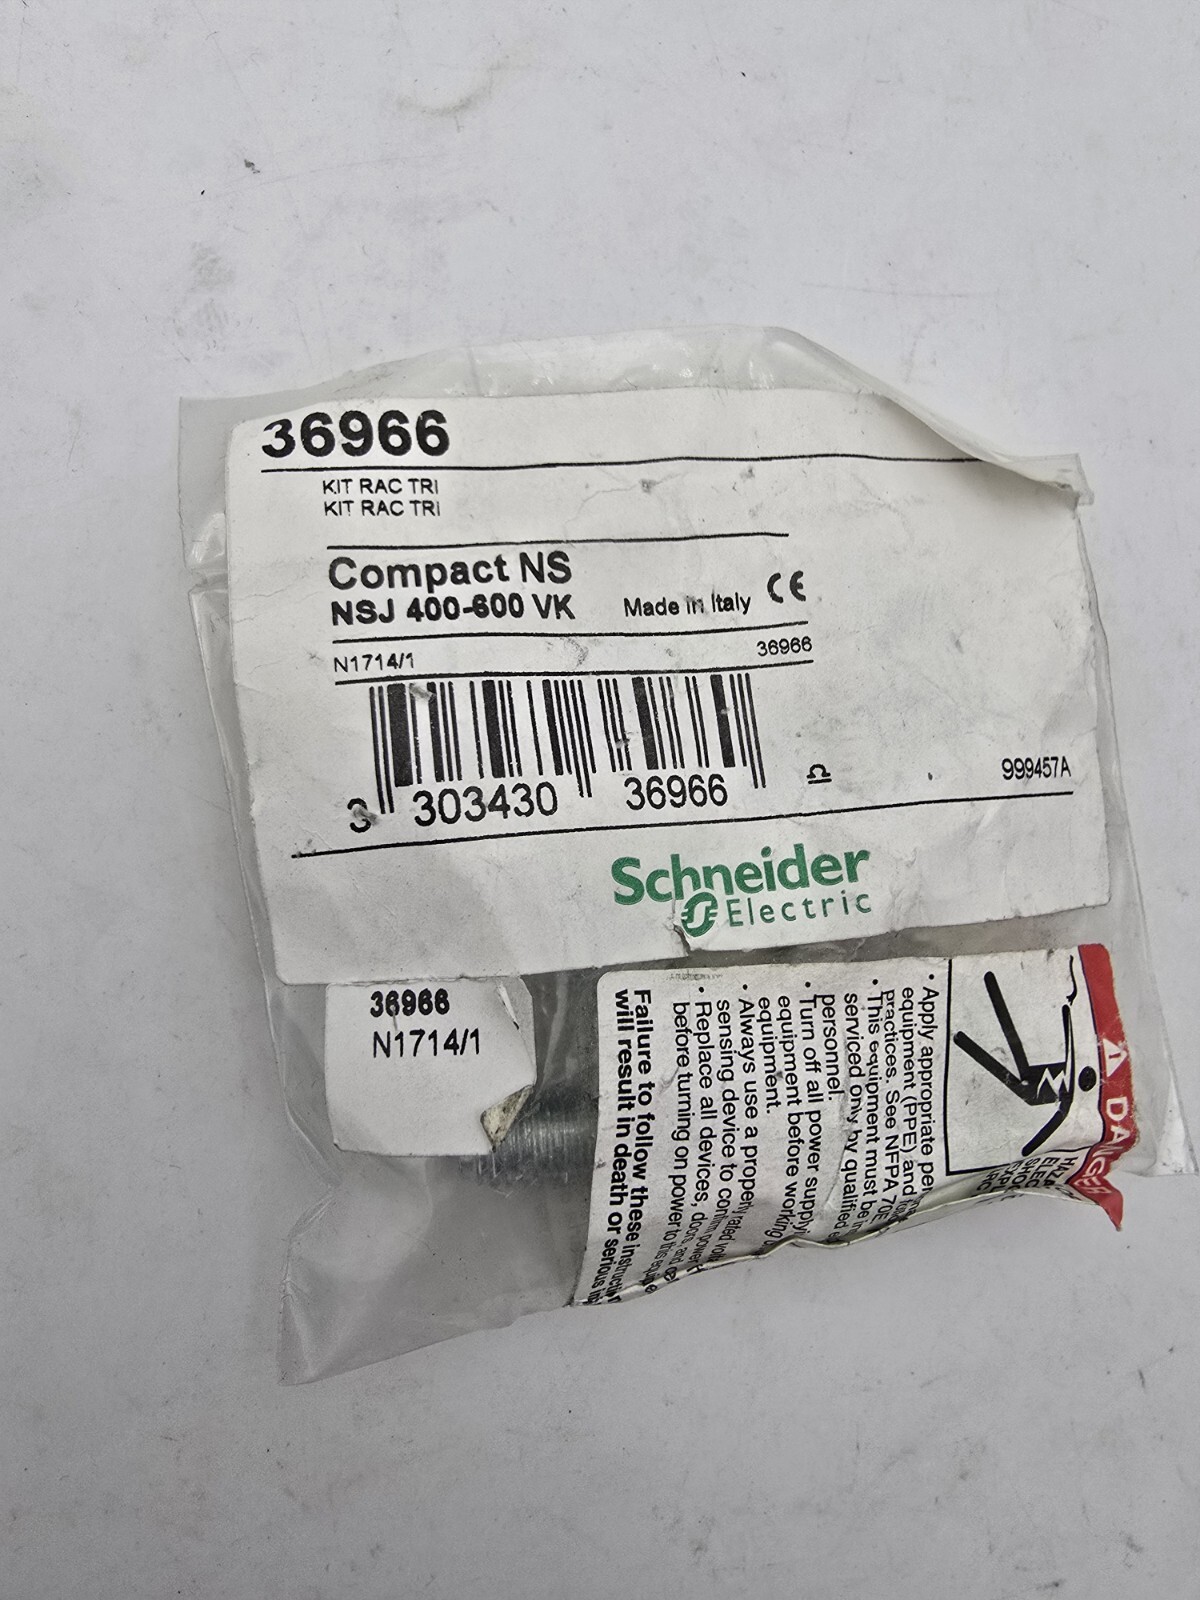 36966
KIT RAC TRI
KIT RAC TRI
Compact NS
NSJ 400-600 VK Made in Italy CE
N1714/1 36966
3 303430 36966
999457A
Schneider
Electric
36966
N1714/1
DANGER
• Apply appropriate
equipment (PPE) and
practices. See NFPA 70E
• This equipment must be
serviced only by qualified
personnel.
• Turn off all power
equipment before working
equipment.
• Always use a properly rated
sensing device to confirm power
• Replace all devices, doors, and
before turning on power to this
Failure to follow these
will result in death or serious